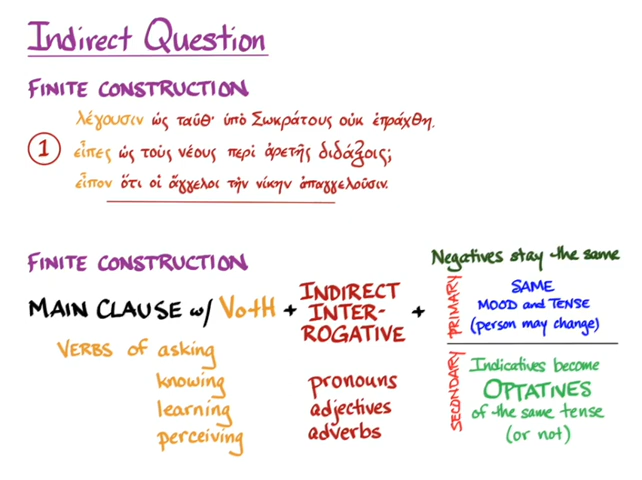 Indirect Question
FINITE CONSTRUCTION
λέγουσιν ὡς ταῦθ' ὑπὸ Σωκράτους οὐκ ἐπράχθη.
1 εἶπες ὡς τοὺς νέους περὶ ἀρετῆς διδάξοις;
εἶπον ὅτι οἱ ἄγγελοι τὴν νίκην ἀπαγγελοῦσιν.
FINITE CONSTRUCTION
MAIN CLAUSE w/ VotH + INDIRECT INTER-ROGATIVE +
VERBS of asking
knowing
learning
perceiving
pronouns
adjectives
adverbs
Negatives stay the same
PRIMARY
SAME
MOOD and TENSE
(person may change)
SECONDARY
Indicatives become
OPTATIVES
of the same tense
(or not)